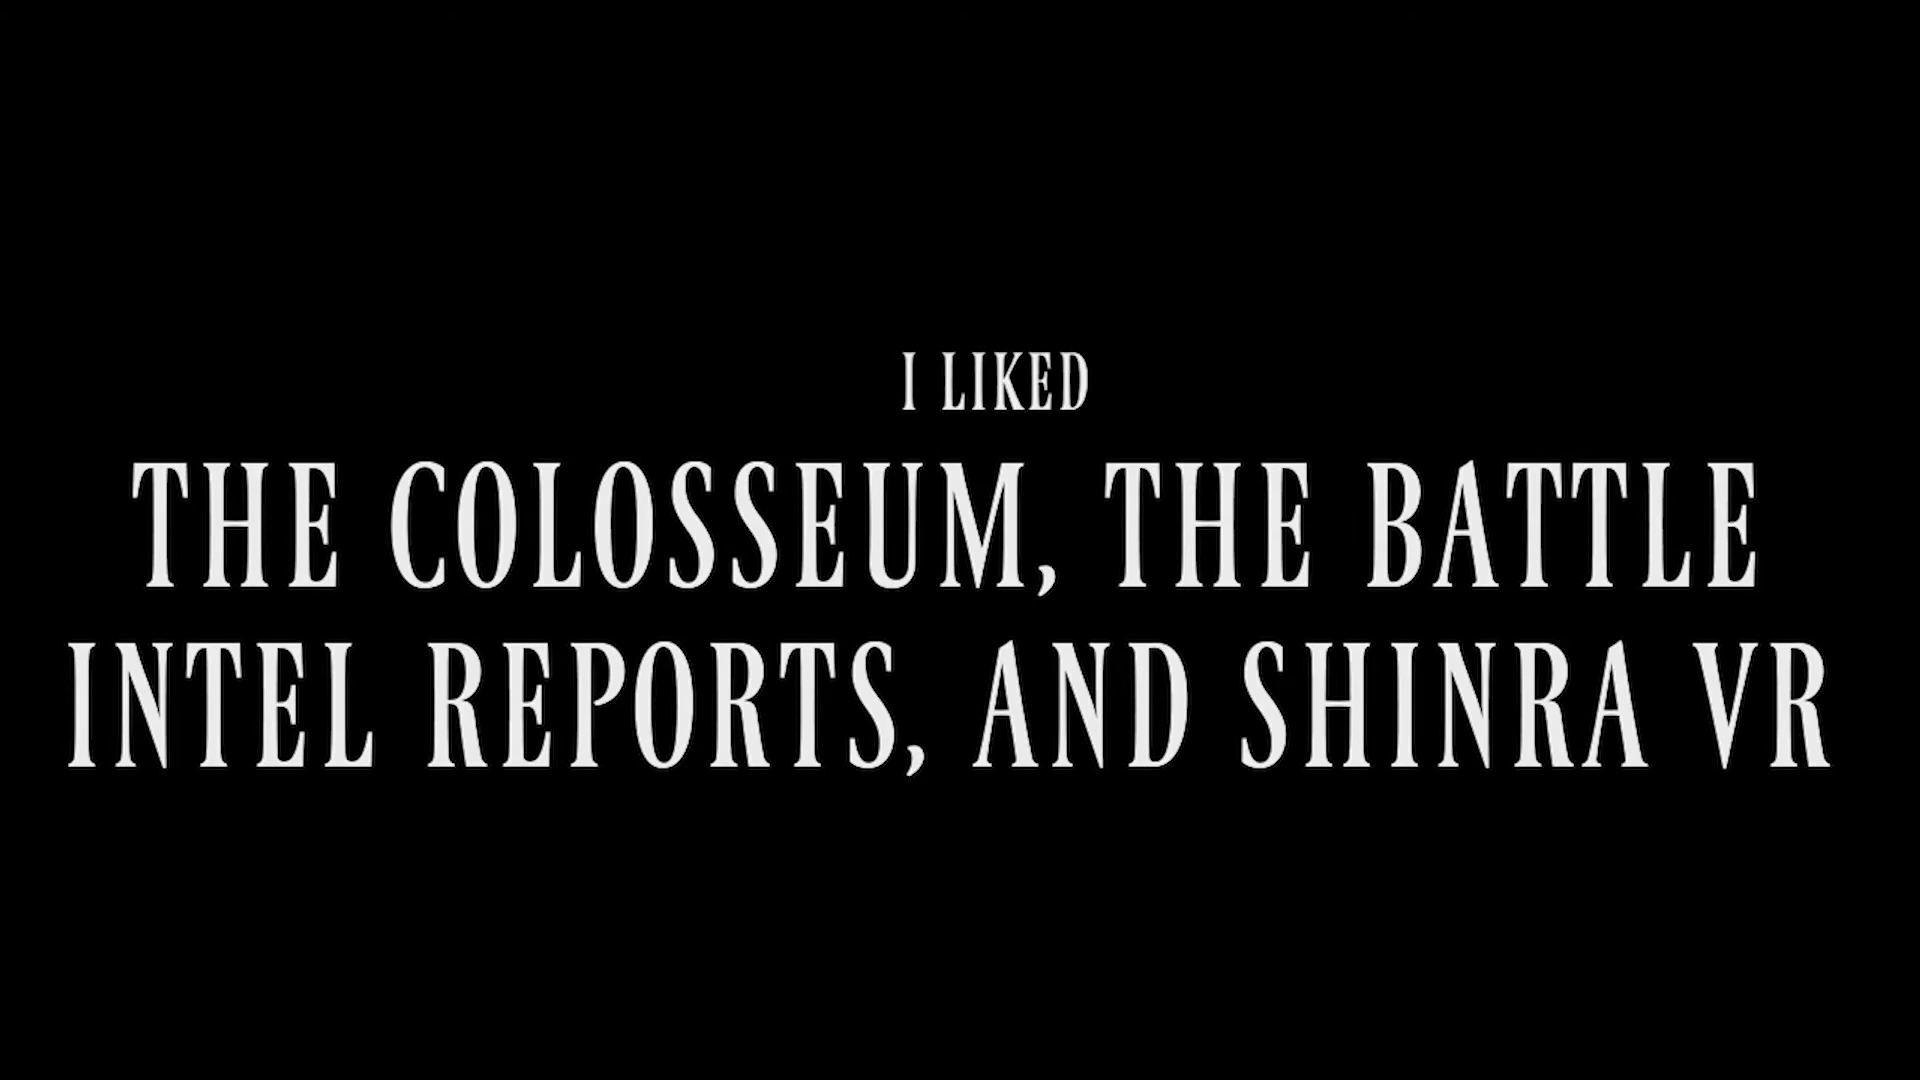 I LIKED
THE COLOSSEUM, THE BATTLE
INTEL REPORTS, AND SHINRA VR